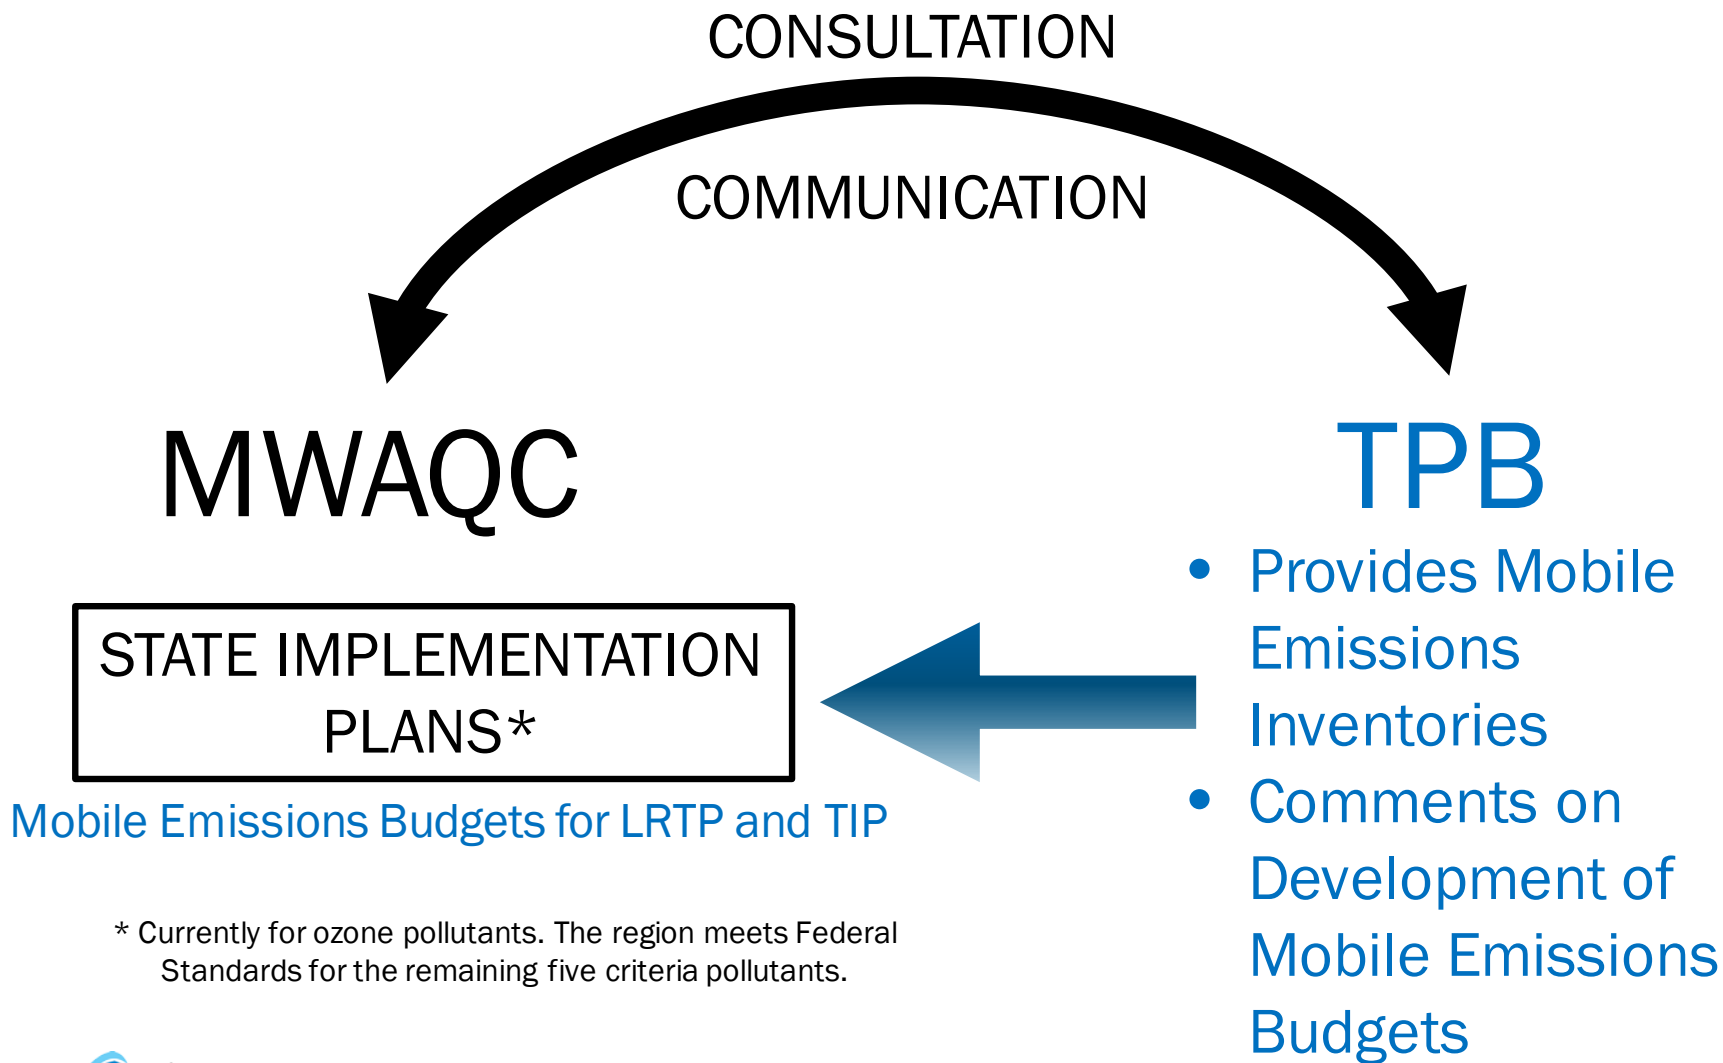 CONSULTATION
COMMUNICATION
MWAQC
STATE IMPLEMENTATION
PLANS*
Mobile Emissions Budgets for LRTP and TIP
* Currently for ozone pollutants. The region meets Federal
Standards for the remaining five criteria pollutants.
TPB
• Provides Mobile
Emissions
Inventories
• Comments on
Development of
Mobile Emissions
Budgets